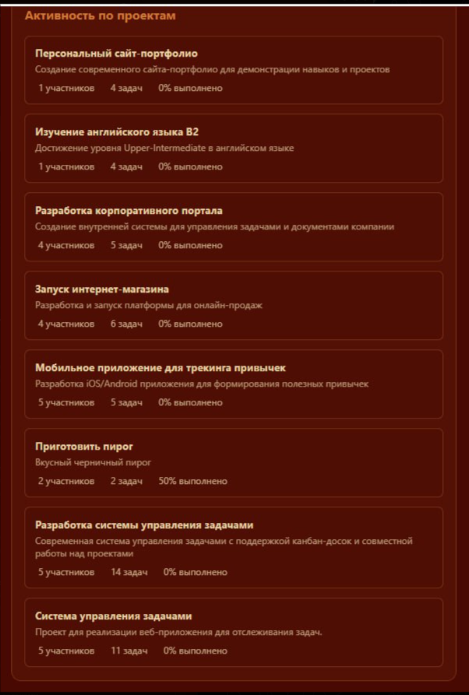 Активность по проектам
Персональный сайт-портфолио
Создание современного сайта-портфолио для демонстрации навыков и проектов
1 участников 4 задач 0% выполнено
Изучение английского языка B2
Достижение уровня Upper-Intermediate в английском языке
1 участников 4 задач 0% выполнено
Разработка корпоративного портала
Создание внутренней системы для управления задачами и документами компании
4 участников 5 задач 0% выполнено
Запуск интернет-магазина
Разработка и запуск платформы для онлайн-продаж
4 участников 6 задач 0% выполнено
Мобильное приложение для трекинга привычек
Разработка iOS/Android приложения для формирования полезных привычек
5 участников 5 задач 0% выполнено
Приготовить пирог
Вкусный черничный пирог
2 участников 2 задач 50% выполнено
Разработка системы управления задачами
Современная система управления задачами с поддержкой канбан-досок и совместной
работы над проектами
5 участников 14 задач 0% выполнено
Система управления задачами
Проект для реализации веб-приложения для отслеживания задач.
5 участников 11 задач 0% выполнено